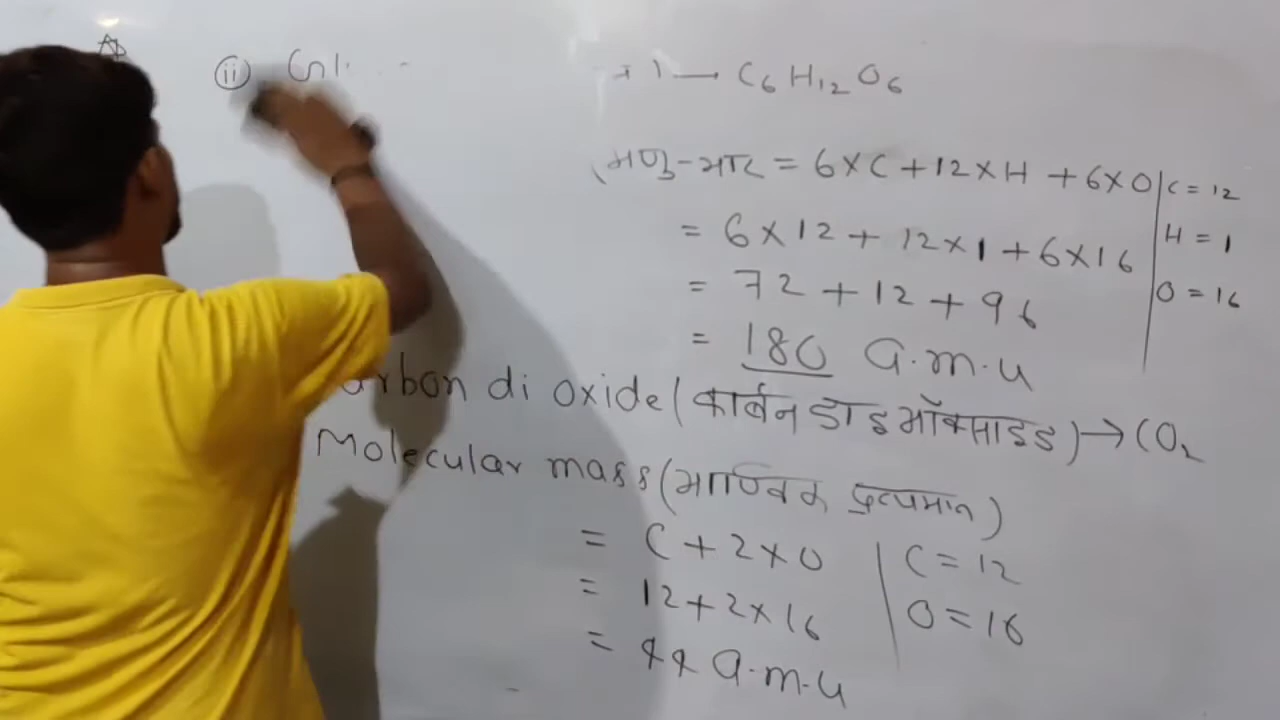 (ii)
→ C₆H₁₂O₆
अणु-भार = 6×C+12×H+6×O | C = 12
= 6×12+12×1+6×16 | H = 1
= 72+12+96 | O = 16
= 180 a.m.u
arbon di oxide (कार्बन डाइऑक्साइड) → CO₂
Molecular mass (आण्विक द्रव्यमान)
= C+2×O | C = 12
= 12+2×16 | O = 16
= 44 a.m.u